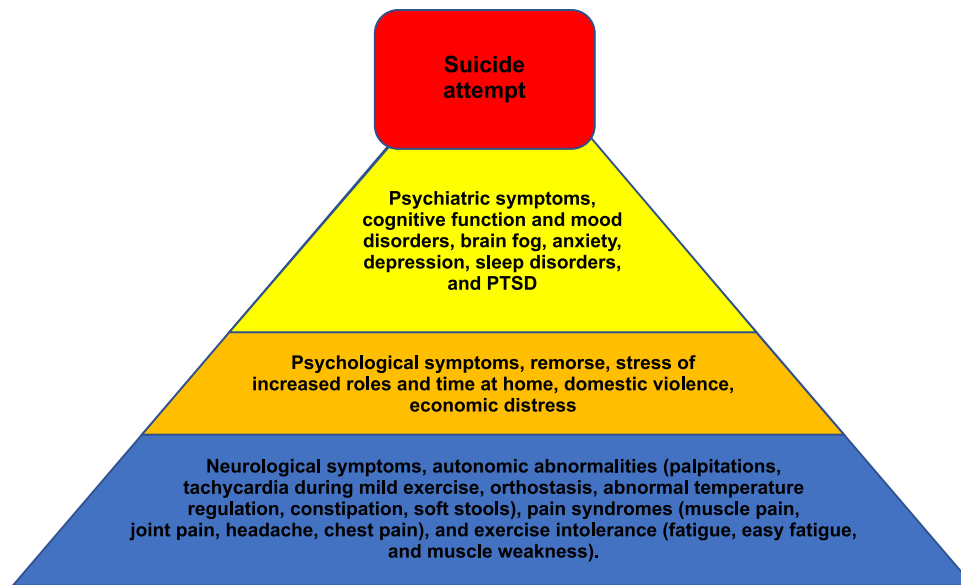 Suicide
attempt
Psychiatric symptoms,
cognitive function and mood
disorders, brain fog, anxiety,
depression, sleep disorders,
and PTSD
Psychological symptoms, remorse, stress of
increased roles and time at home, domestic violence,
economic distress
Neurological symptoms, autonomic abnormalities (palpitations,
tachycardia during mild exercise, orthostasis, abnormal temperature
regulation, constipation, soft stools), pain syndromes (muscle pain,
joint pain, headache, chest pain), and exercise intolerance (fatigue, easy fatigue,
and muscle weakness).